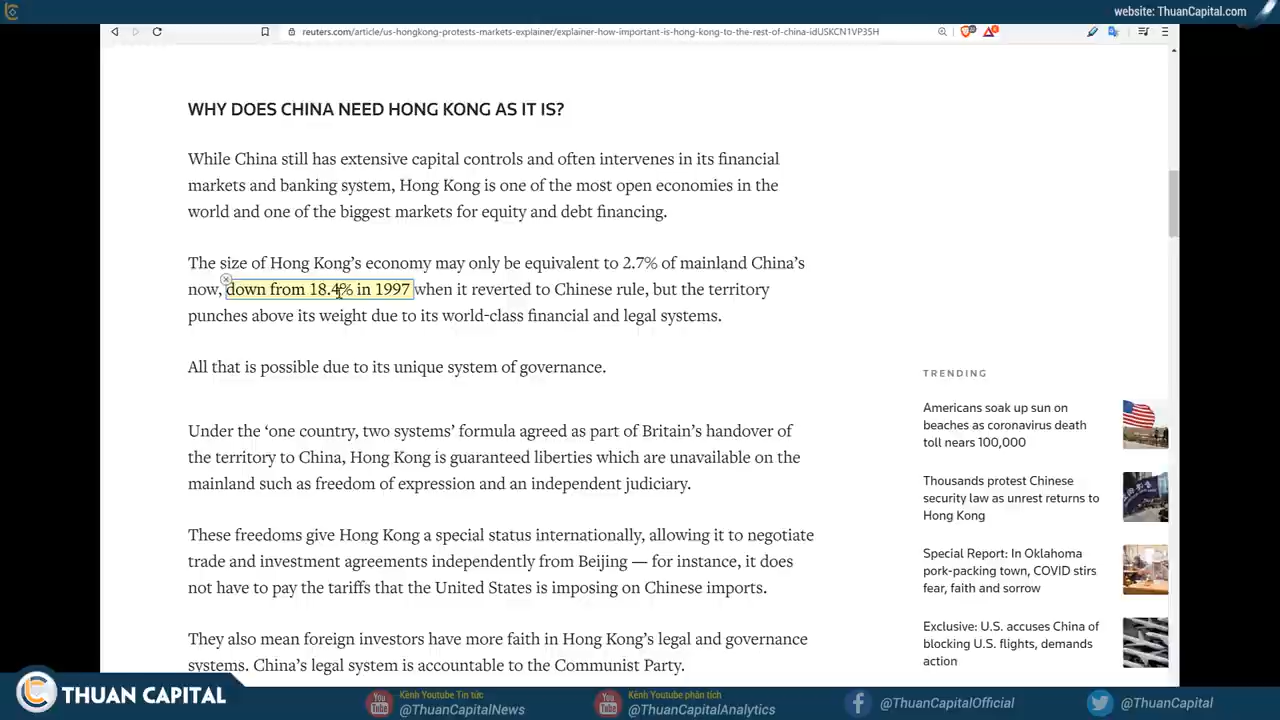 website: ThuanCapital.com
reuters.com/article/us-hongkong-protests-markets-explainer/explainer-how-important-is-hong-kong-to-the-rest-of-china-idUSKCN1VP35H
WHY DOES CHINA NEED HONG KONG AS IT IS?
While China still has extensive capital controls and often intervenes in its financial
markets and banking system, Hong Kong is one of the most open economies in the
world and one of the biggest markets for equity and debt financing.
The size of Hong Kong’s economy may only be equivalent to 2.7% of mainland China’s
now, down from 18.4% in 1997 when it reverted to Chinese rule, but the territory
punches above its weight due to its world-class financial and legal systems.
All that is possible due to its unique system of governance.
Under the ‘one country, two systems’ formula agreed as part of Britain’s handover of
the territory to China, Hong Kong is guaranteed liberties which are unavailable on the
mainland such as freedom of expression and an independent judiciary.
These freedoms give Hong Kong a special status internationally, allowing it to negotiate
trade and investment agreements independently from Beijing — for instance, it does
not have to pay the tariffs that the United States is imposing on Chinese imports.
They also mean foreign investors have more faith in Hong Kong’s legal and governance
systems. China’s legal system is accountable to the Communist Party.
TRENDING
Americans soak up sun on
beaches as coronavirus death
toll nears 100,000
Thousands protest Chinese
security law as unrest returns to
Hong Kong
Special Report: In Oklahoma
pork-packing town, COVID stirs
fear, faith and sorrow
Exclusive: U.S. accuses China of
blocking U.S. flights, demands
action
THUAN CAPITAL
You Tube
Kênh Youtube Tin tức
@ThuanCapitalNews
You Tube
Kênh Youtube phân tích
@ThuanCapitalAnalytics
@ThuanCapitalOfficial
@ThuanCapital